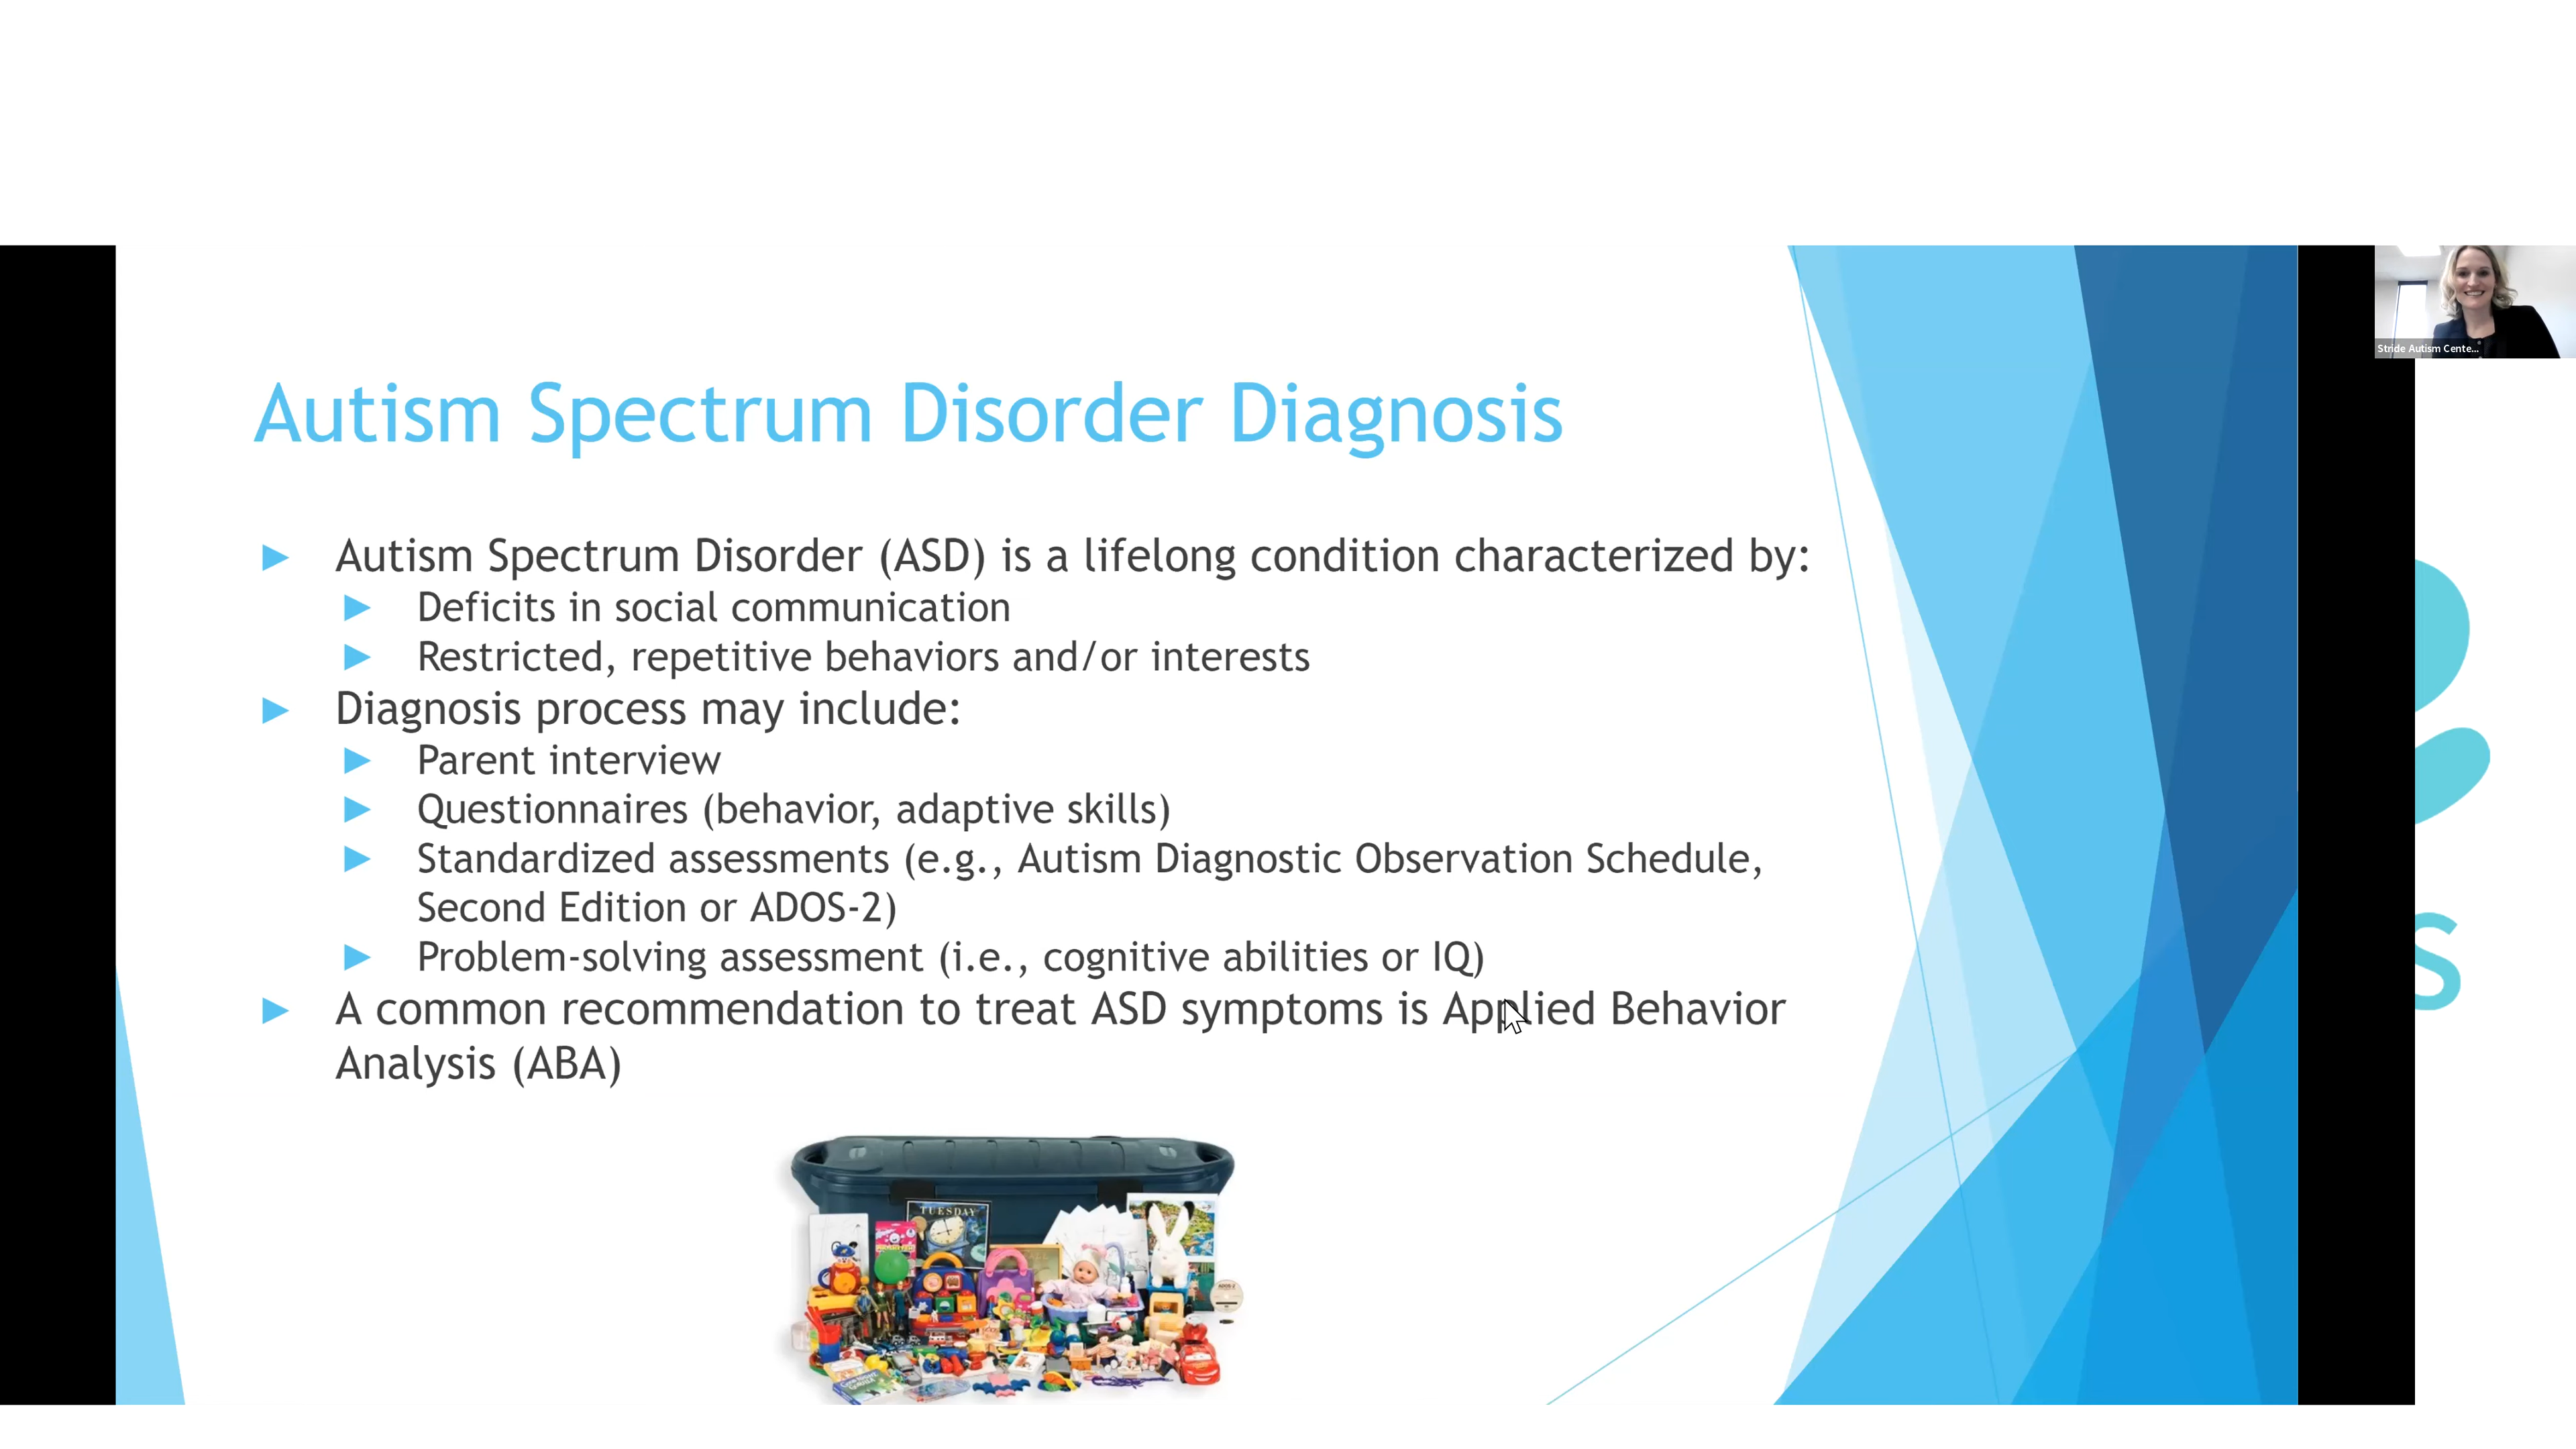 Stride Autism Cente...
Autism Spectrum Disorder Diagnosis
Autism Spectrum Disorder (ASD) is a lifelong condition characterized by:
Deficits in social communication
Restricted, repetitive behaviors and/or interests
Diagnosis process may include:
Parent interview
Questionnaires (behavior, adaptive skills)
Standardized assessments (e.g., Autism Diagnostic Observation Schedule,
Second Edition or ADOS-2)
Problem-solving assessment (i.e., cognitive abilities or IQ)
A common recommendation to treat ASD symptoms is Applied Behavior
Analysis (ABA)
TUESDAY
ADOS-2
s